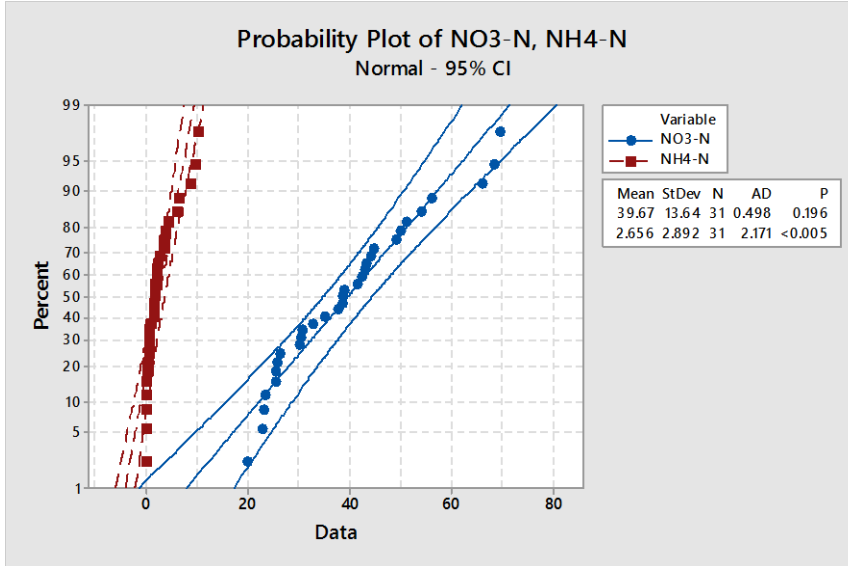 Probability Plot of NO3-N, NH4-N
Normal - 95% CI
99
95
90
80
70
60
50
40
30
20
10
5
1
Percent
0 20 40 60 80
Data
Variable
NO3-N
NH4-N
Mean StDev N AD P
39.67 13.64 31 0.498 0.196
2.656 2.892 31 2.171 <0.005